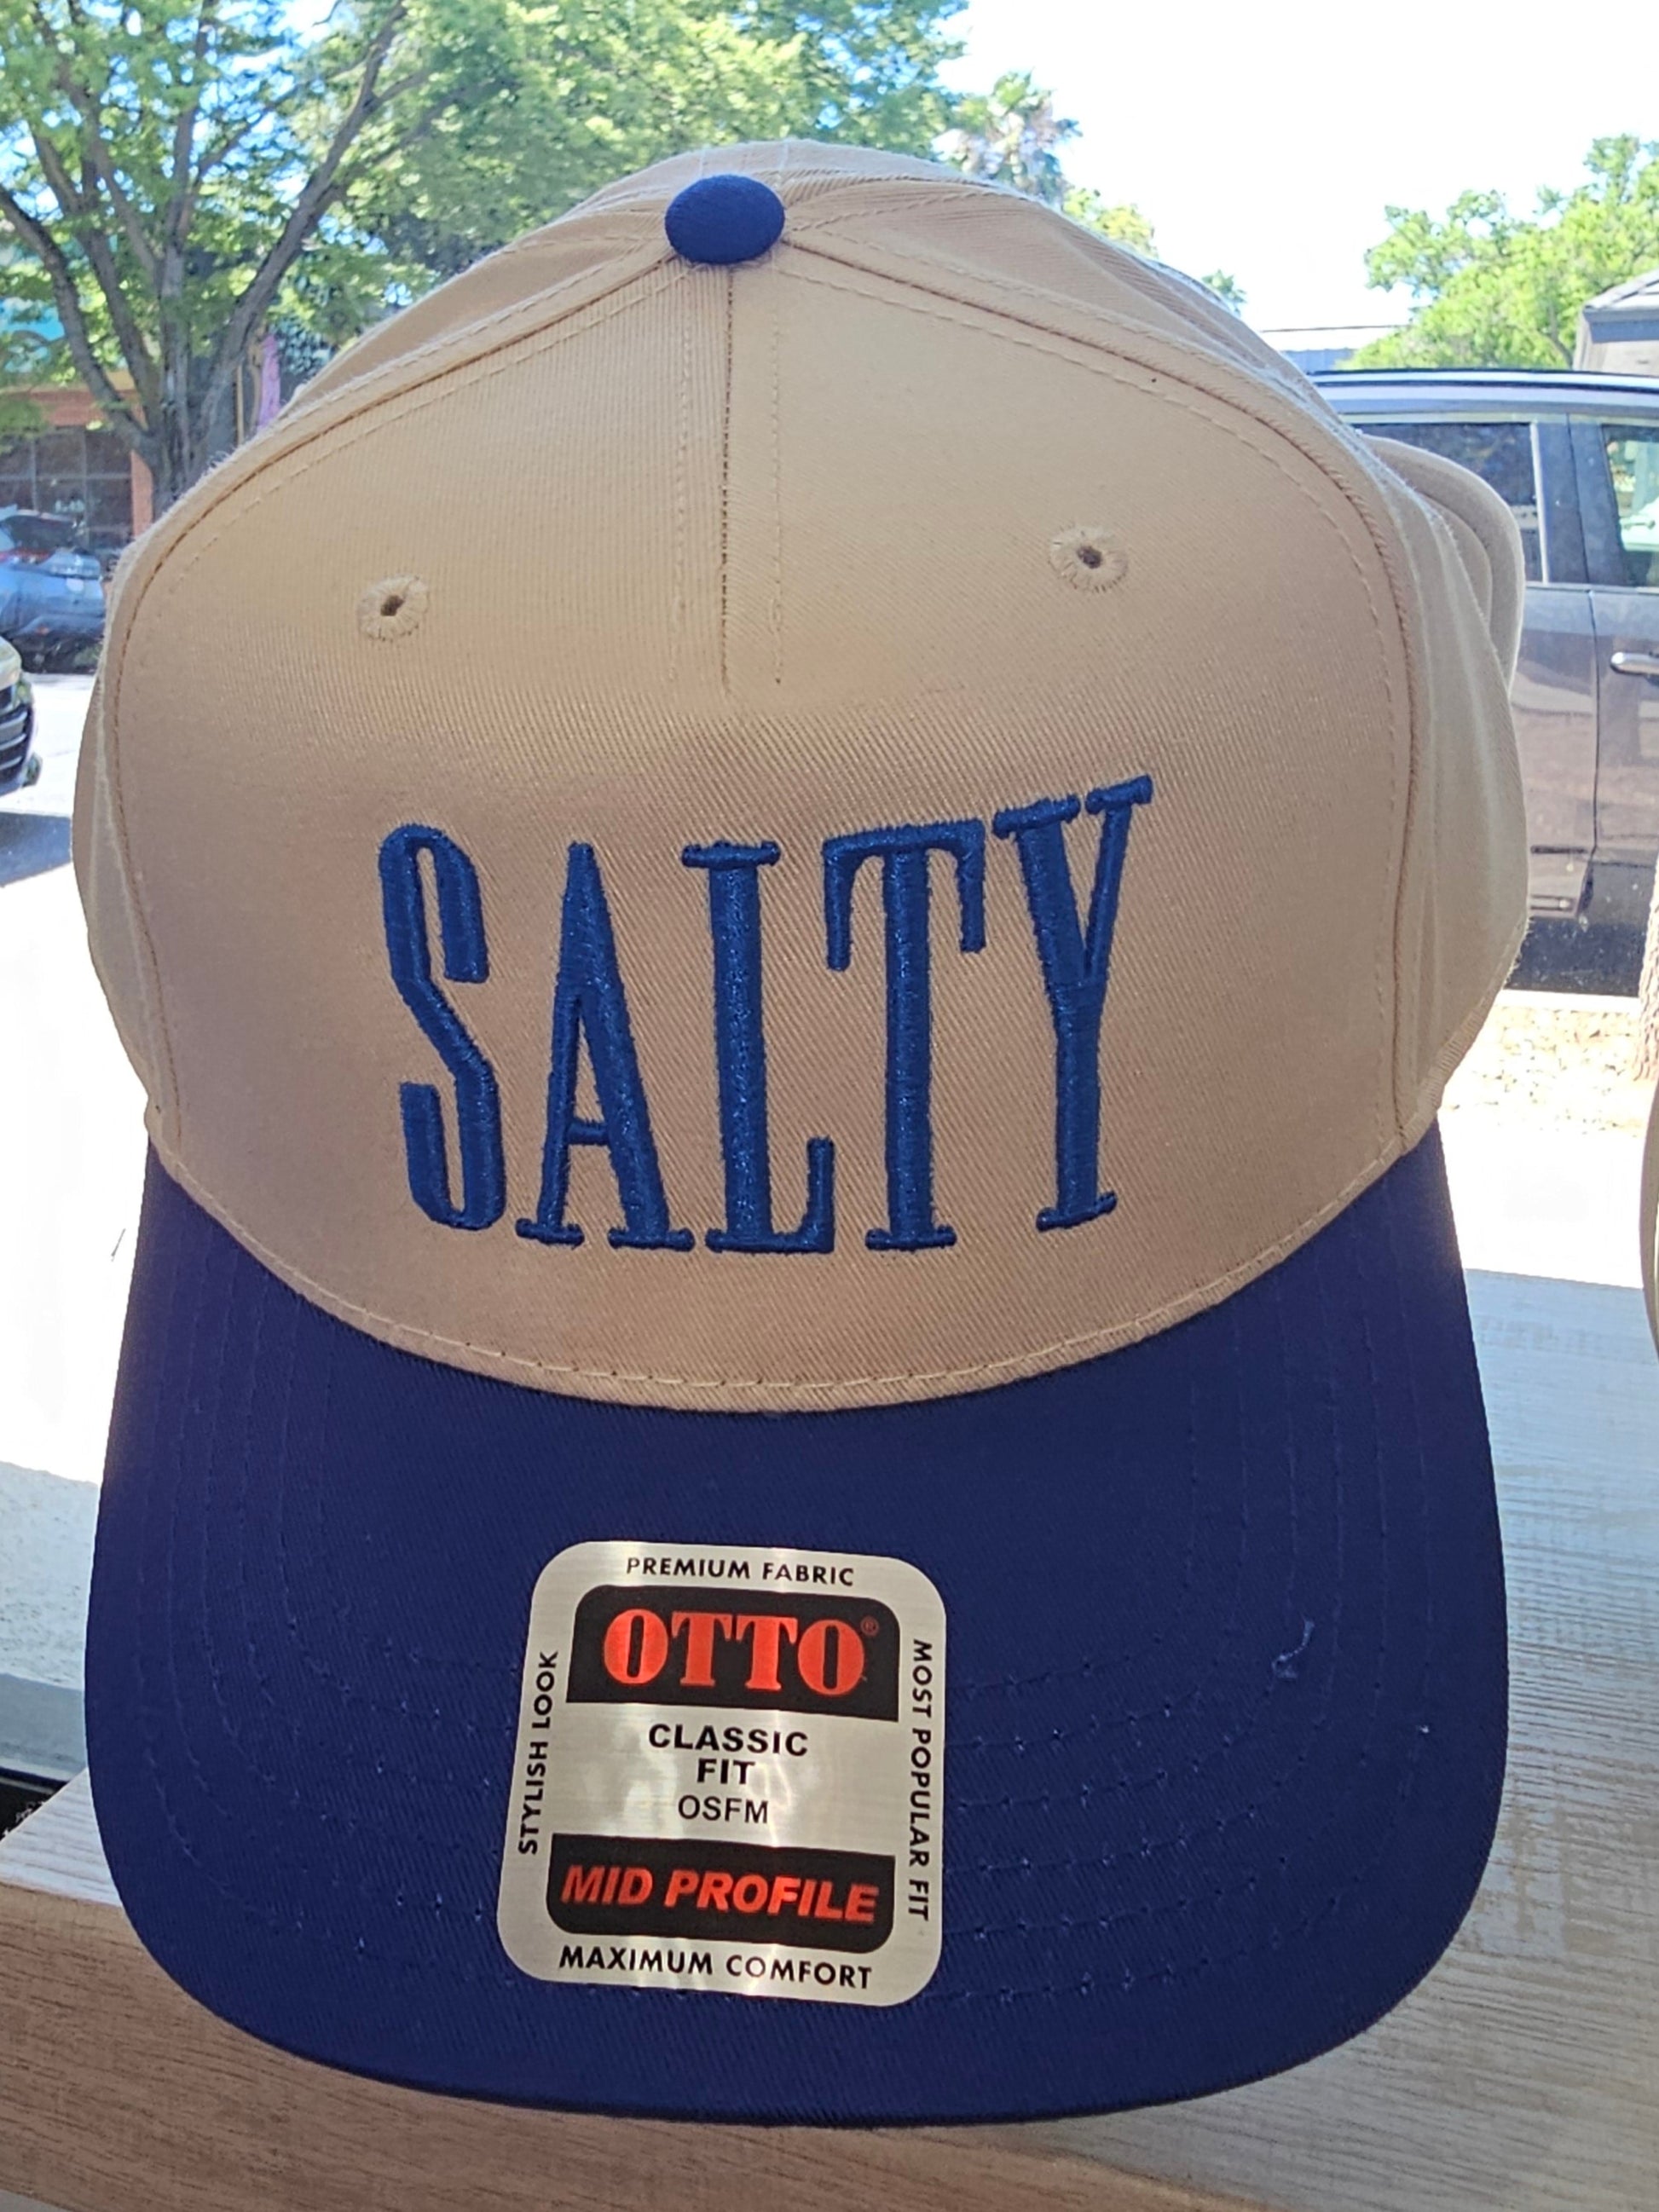 SALTY
PREMIUM FABRIC
OTTO®
STYLISH LOOK
MOST POPULAR FIT
CLASSIC
FIT
OSFM
MID PROFILE
MAXIMUM COMFORT